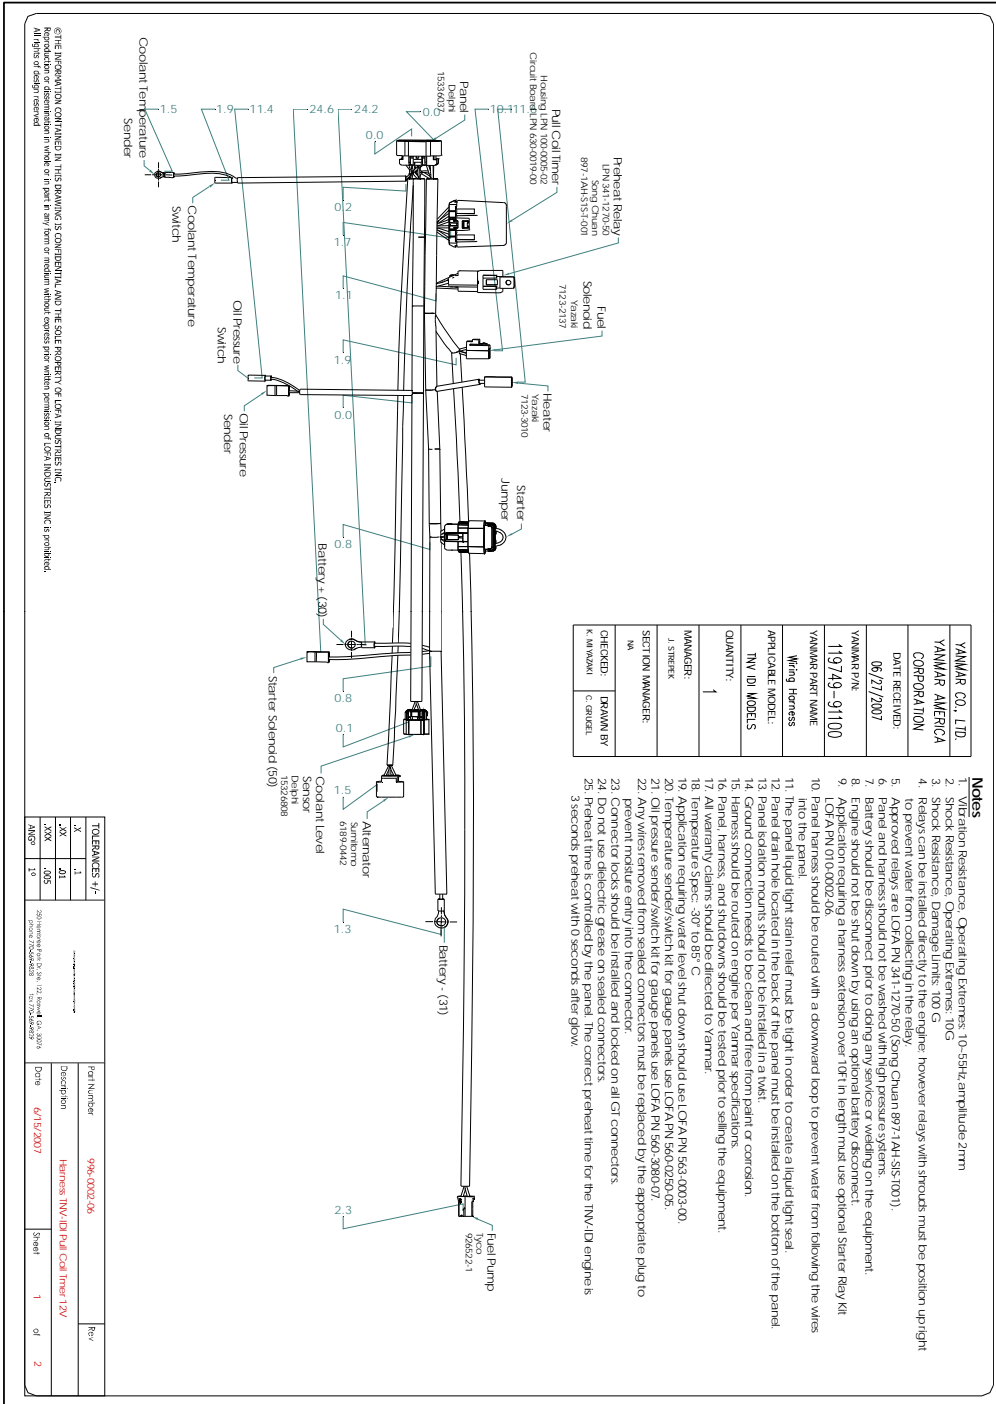 Notes
1. Vibration Resistance, Operating Extremes: 10-55Hz, amplitude 2mm
2. Shock Resistance, Operating Extremes: 10G
3. Shock Resistance, Damage Limits: 100 G
4. Relays can be installed directly to the engine; however relays with shrouds must be position upright
to prevent water from collecting in the relay.
5. Approved relays are LOFA PN 341-1270-50 (Song Chuan 897-1AH-SIS-T001).
6. Panel and harness should not be washed with high pressure systems.
7. Battery should be disconnect prior to doing any service or welding on the equipment.
8. Engine should not be shut down by using an optional battery disconnect.
9. Application requiring a harness extension over 10FT in length must use optional Starter Rlay Kit
LOFA PN 010-0002-06.
10. Panel harness should be routed with a downward loop to prevent water from following the wires
into the panel.
11. The panel liquid tight strain relief must be tight in order to create a liquid tight seal.
12. Panel drain hole located in the back of the panel must be installed on the bottom of the panel.
13. Panel isolation mounts should not be installed in a twist.
14. Ground connection needs to be clean and free from paint or corrosion.
15. Harness should be routed on engine per Yanmar specifications.
16. Panel, harness, and shutdowns should be tested prior to selling the equipment.
17. All warranty claims should be directed to Yanmar.
18. Temperature Spec: -30° to 85° C
19. Application requiring water level shut down should use LOFA PN 563-0003-00.
20. Temperature sender/switch kit for gauge panels use LOFA PN 560-0250-05.
21. Oil pressure sender/switch kit for gauge panels use LOFA PN 560-3080-07.
22. Any wires removed from sealed connectors must be replaced by the appropriate plug to
prevent moisture entry into the connector.
23. Connector locks should be installed and locked on all GT connectors.
24. Do not use dielectric grease on sealed connectors.
25. Preheat time is controlled by the panel. The correct preheat time for the TNV-IDI engine is
3 seconds preheat with 0 seconds after glow.
YANMAR CO., LTD.
YANMAR AMERICA
CORPORATION
DATE RECEIVED:
06/27/2007
YANMAR P/N:
119749-91100
YANMAR PART NAME
Wiring Harness
APPLICABLE MODEL:
TNV IDI MODELS
QUANTITY:
1
MANAGER:
J. STREPEK
SECTION MANAGER:
NA
CHECKED:
K. MIYAZAKI
DRAWN BY
C. GRUGEL
Preheat Relay
LPN 341-1270-50
Song Chuan
897-1AH-S1S-T-001
Pull Coil Timer
Housing LPN 100-0005-02
Circuit Board LPN 630-0019-00
Fuel
Solenoid
Yazaki
7123-2137
Heater
Yazaki
7123-3010
Starter
Jumper
Panel
Delphi
15336037
0.0
0.0
24.2
24.6
11.4
1.9
1.5
0.2
1.7
1.1
1.9
0.0
0.8
0.8
0.1
1.5
1.3
2.3
Coolant Temperature
Sender
Coolant Temperature
Switch
Oil Pressure
Switch
Oil Pressure
Sender
Battery + (30)
Starter Solenoid (50)
Coolant Level
Sensor
Delphi
15326808
Alternator
Sumitomo
6189-0442
Battery - (31)
Fuel Pump
Tyco
926522-1
©THE INFORMATION CONTAINED IN THIS DRAWING IS CONFIDENTIAL AND THE SOLE PROPERTY OF LOFA INDUSTRIES INC.
Reproduction or dissemination in whole or in part in any form or medium without express prior written permission of LOFA INDUSTRIES INC is prohibited.
All rights of design reserved
TOLERANCES +/-
.X .1
.XX .01
.XXX .005
ANG° 1°
Part Number 996-0002-06
Rev
Description Harness TNV-IDI Pull Coil Timer 12V
Date 6/15/2007
Sheet 1 of 2